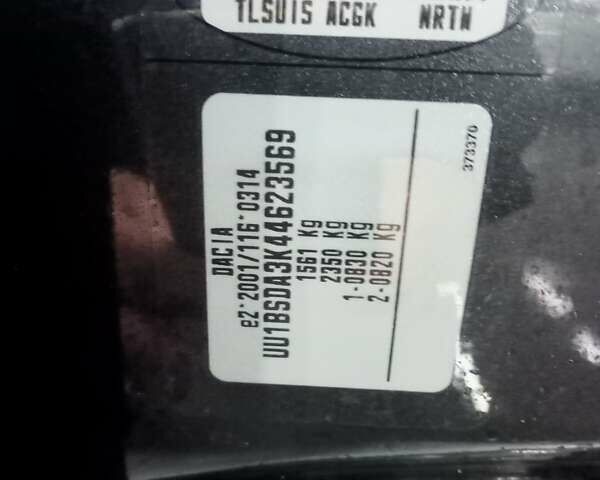 TLSUIS ACGK NRTW
DACIA
e2*2001/116*0314
UU1BSDA3K44623569
1561 Kg
2350 Kg
1-0830 Kg
2-0820 Kg
373370